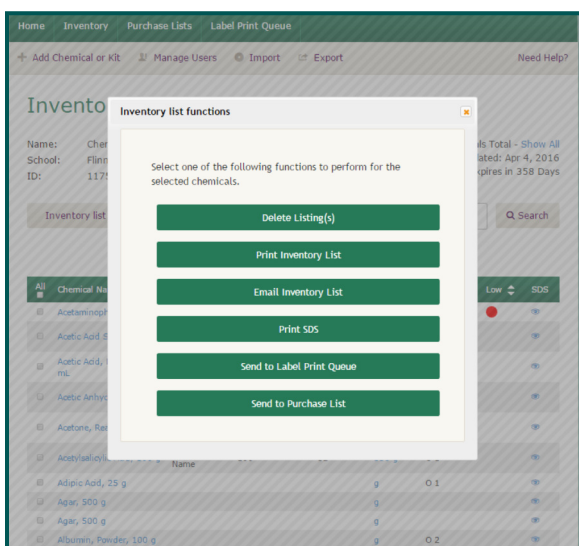 Home Inventory Purchase Lists Label Print Queue
Add Chemical or Kit Manage Users Import Export Need Help?
Invento
Inventory list functions
Name: Cher ls Total - Show All
School: Flinn lated: Apr 4, 2016
ID: 1175 xpires in 358 Days
Select one of the following functions to perform for the
selected chemicals.
Inventory list Search
Delete Listing(s)
Print Inventory List
Email Inventory List
Print SDS
Send to Label Print Queue
Send to Purchase List
All Chemical Na Low SDS
Acetaminoph
Acetic Acid S
Acetic Acid,
mL
Acetic Anhyd
Acetone, Rea
Acetylsalicyli
Name
Adipic Acid, 25 g g O 1
Agar, 500 g g
Agar, 500 g g
Albumin, Powder, 100 g g O 2